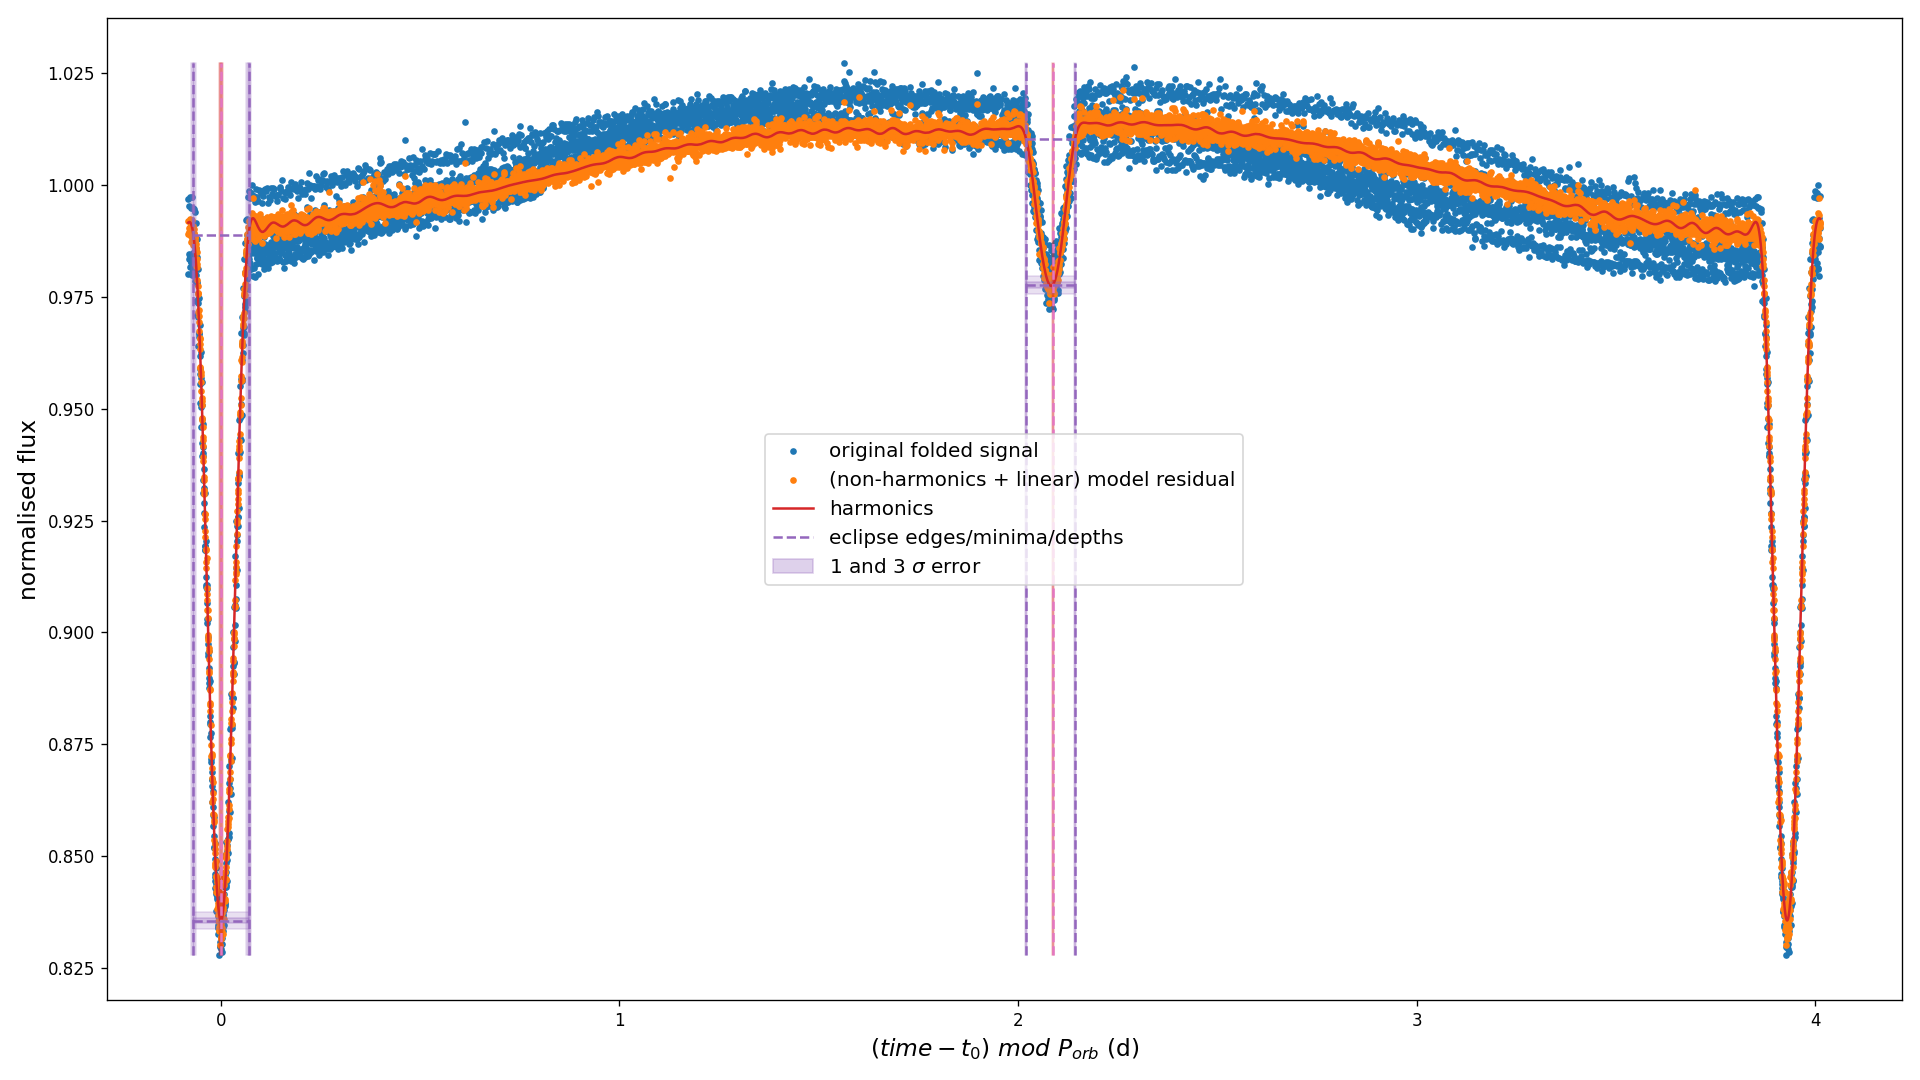 1.025
1.000
0.975
0.950
0.925
0.900
0.875
0.850
0.825
normalised flux
original folded signal
(non-harmonics + linear) model residual
harmonics
eclipse edges/minima/depths
1 and 3 σ error
0 1 2 3 4
(time − t₀) mod Pₒᵣb (d)